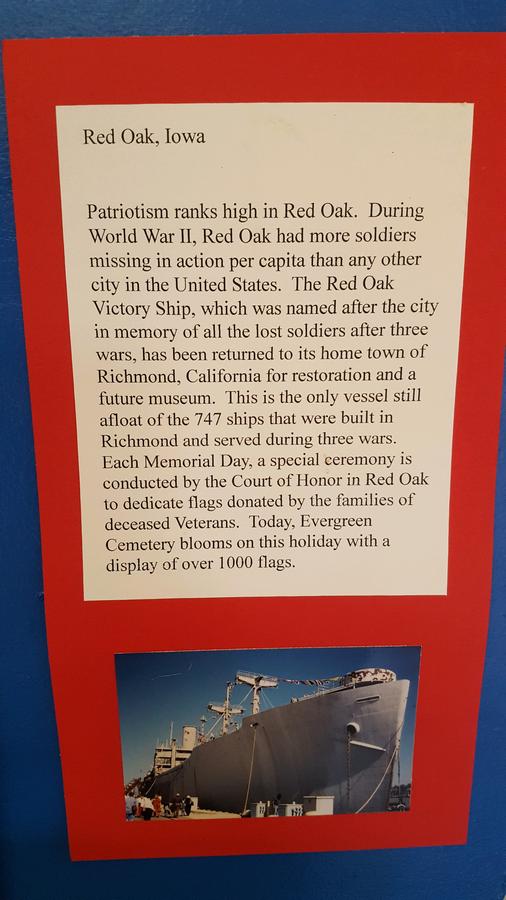 Red Oak, Iowa
Patriotism ranks high in Red Oak. During
World War II, Red Oak had more soldiers
missing in action per capita than any other
city in the United States. The Red Oak
Victory Ship, which was named after the city
in memory of all the lost soldiers after three
wars, has been returned to its home town of
Richmond, California for restoration and a
future museum. This is the only vessel still
afloat of the 747 ships that were built in
Richmond and served during three wars.
Each Memorial Day, a special ceremony is
conducted by the Court of Honor in Red Oak
to dedicate flags donated by the families of
deceased Veterans. Today, Evergreen
Cemetery blooms on this holiday with a
display of over 1000 flags.